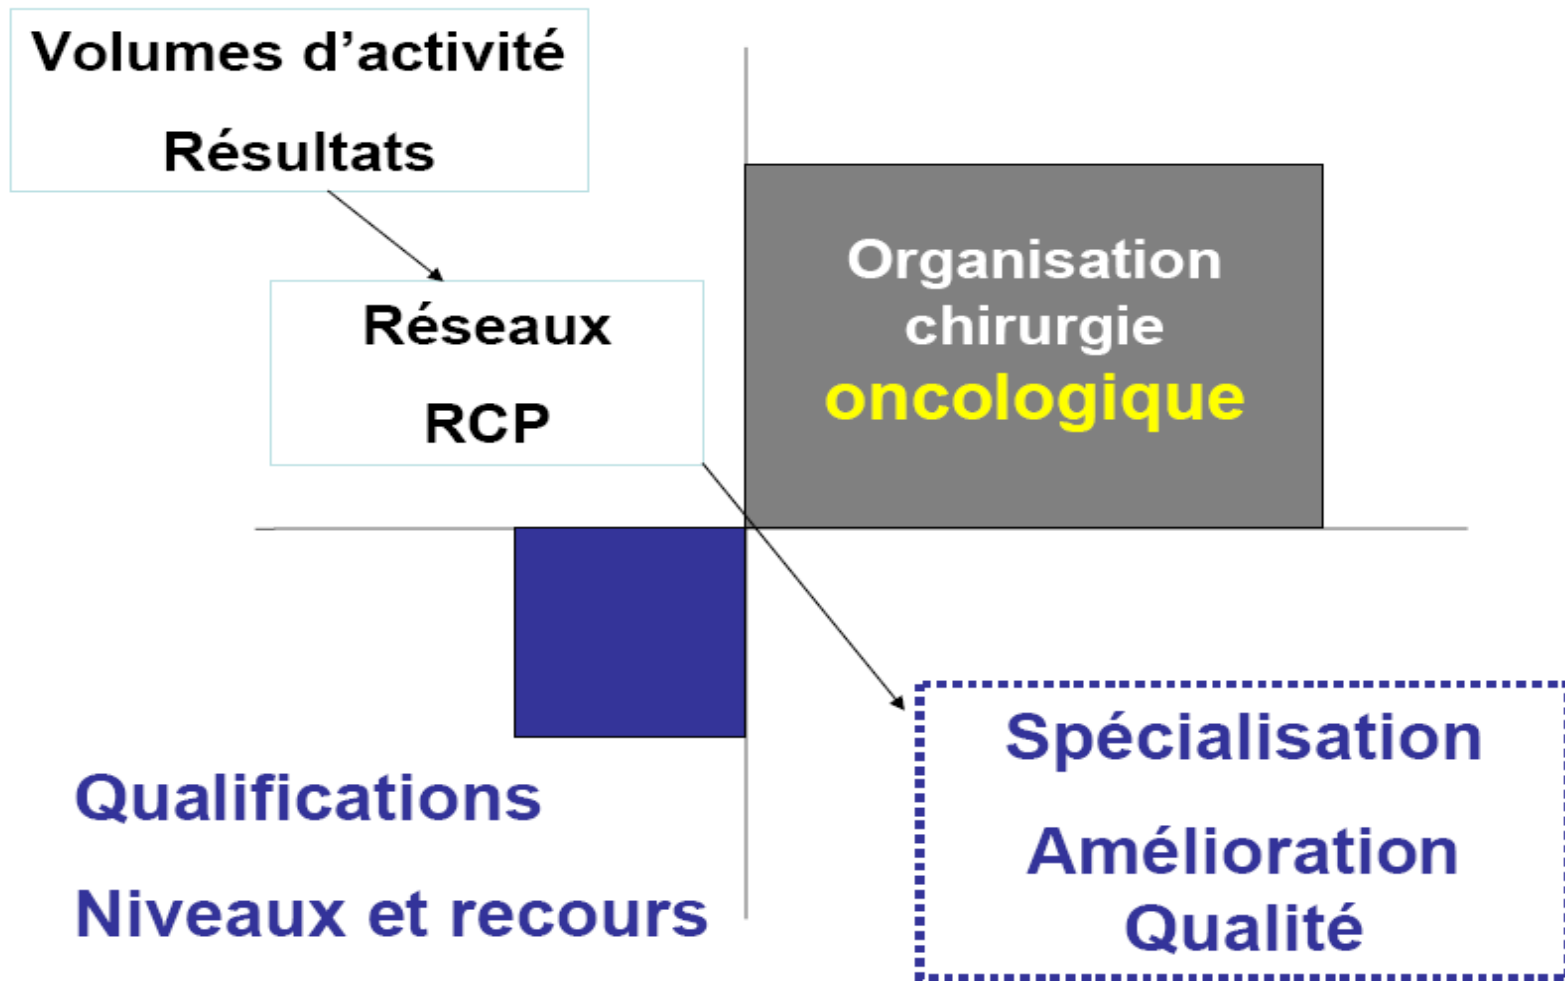 Volumes d’activité
Résultats
Réseaux
RCP
Organisation
chirurgie
oncologique
Qualifications
Niveaux et recours
Spécialisation
Amélioration
Qualité